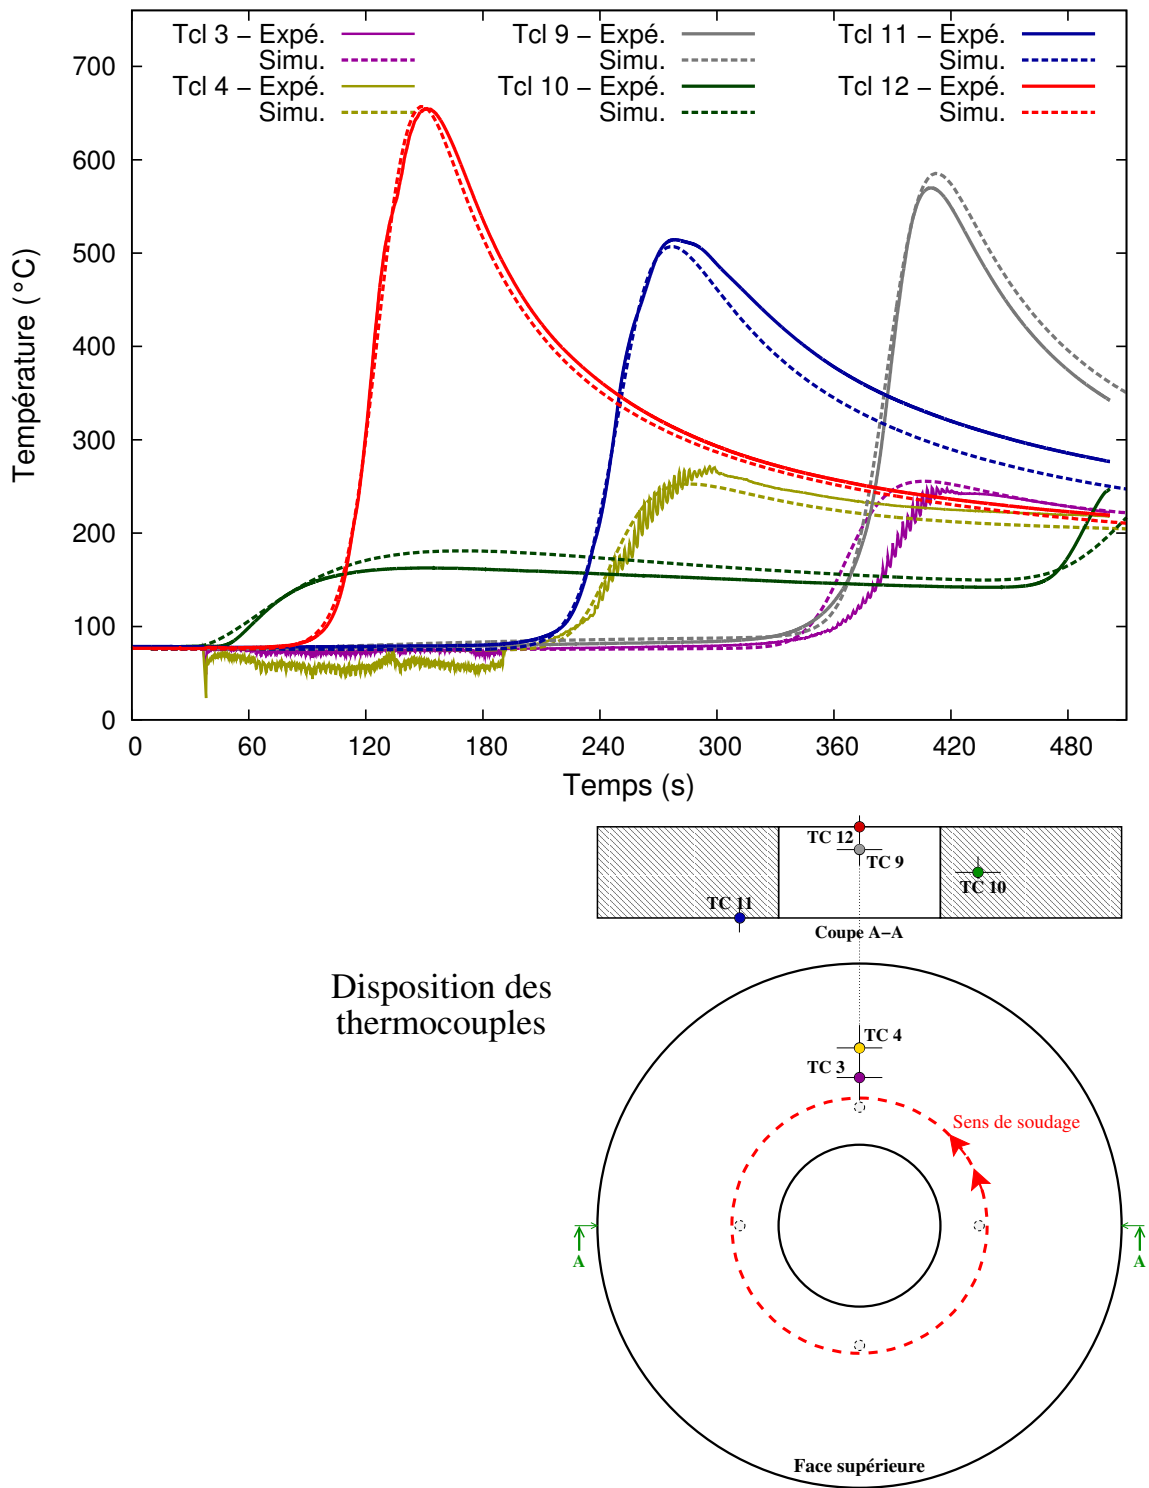 Tcl 3 – Expé.
Simu.
Tcl 4 – Expé.
Simu.
Tcl 9 – Expé.
Simu.
Tcl 10 – Expé.
Simu.
Tcl 11 – Expé.
Simu.
Tcl 12 – Expé.
Simu.
700
600
500
400
300
200
100
0
Température (°C)
0 60 120 180 240 300 360 420 480
Temps (s)
TC 12
TC 9
TC 10
TC 11
Coupe A–A
Disposition des
thermocouples
TC 4
TC 3
Sens de soudage
A
A
Face supérieure